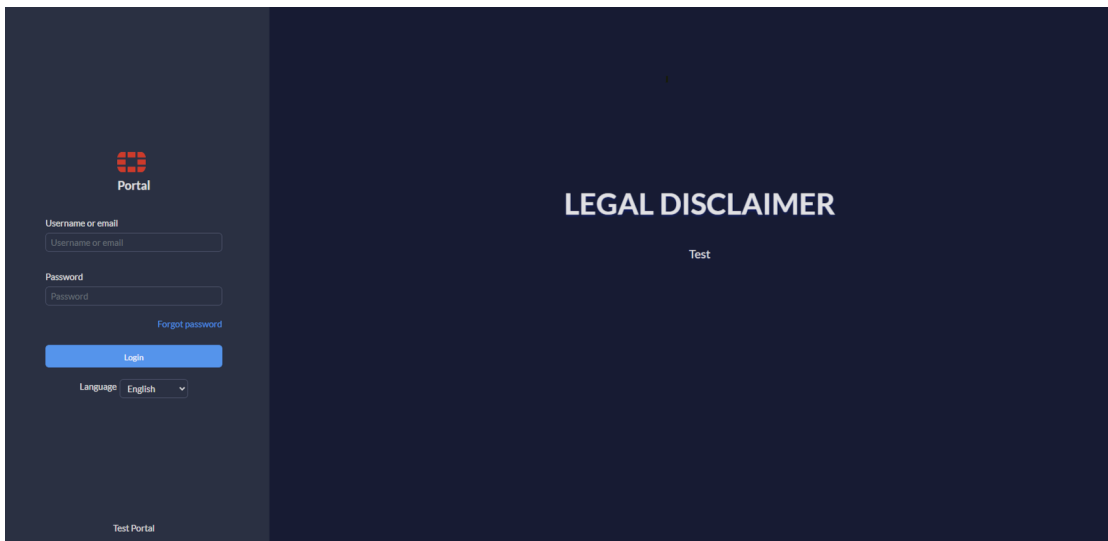 Portal
Username or email
Username or email
Password
Password
Forgot password
Login
Language English
Test Portal
LEGAL DISCLAIMER
Test